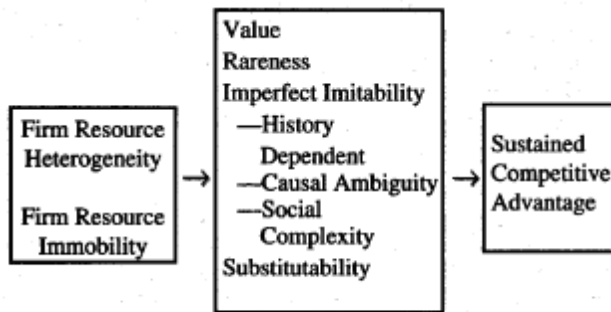 Firm Resource
Heterogeneity
Firm Resource
Immobility
Value
Rareness
Imperfect Imitability
—History
Dependent
—Causal Ambiguity
—Social
Complexity
Substitutability
Sustained
Competitive
Advantage